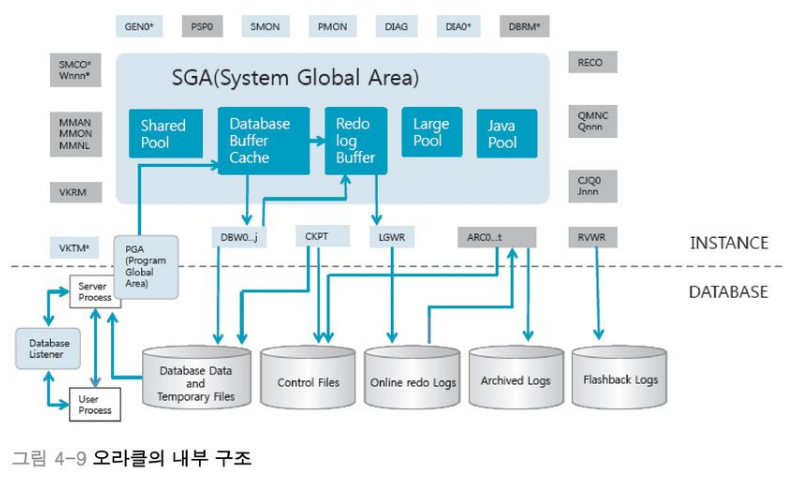 GEN0*
PSP0
SMON
PMON
DIAG
DIA0*
DBRM*
SMCO*
Wnnn*
SGA(System Global Area)
RECO
MMAN
MMON
MMNL
Shared
Pool
Database
Buffer
Cache
Redo
log
Buffer
Large
Pool
Java
Pool
QMNC
Qnnn
VKRM
CJQ0
Jnnn
VKTM*
PGA
(Program
Global
Area)
DBW0...j
CKPT
LGWR
ARC0...t
RVWR
INSTANCE
DATABASE
Server
Process
Database
Listener
User
Process
Database Data
and
Temporary Files
Control Files
Online redo Logs
Archived Logs
Flashback Logs
그림 4-9 오라클의 내부 구조